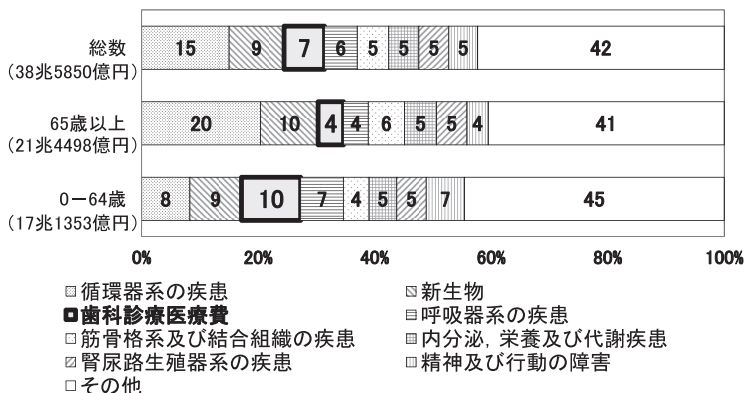 総数
(38兆5850億円)
15 9 7 6 5 5 5 5 42
65歳以上
(21兆4498億円)
20 10 4 4 6 5 5 4 41
0－64歳
(17兆1353億円)
8 9 10 7 4 5 5 7 45
0% 20% 40% 60% 80% 100%
循環器系の疾患 新生物
歯科診療医療費 呼吸器系の疾患
筋骨格系及び結合組織の疾患 内分泌，栄養及び代謝疾患
腎尿路生殖器系の疾患 精神及び行動の障害
その他